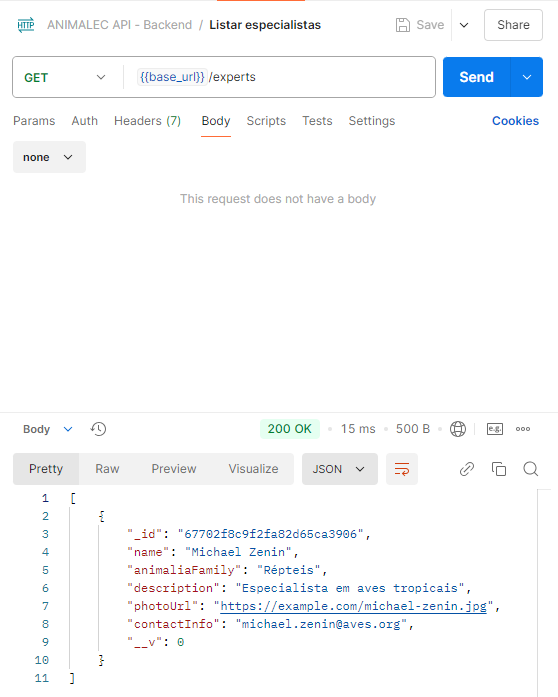 HTTP ANIMALEC API - Backend / Listar especialistas Save Share
GET {{base_url}} /experts Send
Params Auth Headers (7) Body Scripts Tests Settings Cookies
none
This request does not have a body
Body 200 OK 15 ms 500 B e.g.
Pretty Raw Preview Visualize JSON
1 [
2 {
3 "_id": "67702f8c9f2fa82d65ca3906",
4 "name": "Michael Zenin",
5 "animaliaFamily": "Répteis",
6 "description": "Especialista em aves tropicais",
7 "photoUrl": "https://example.com/michael-zenin.jpg",
8 "contactInfo": "michael.zenin@aves.org",
9 "__v": 0
10 }
11 ]